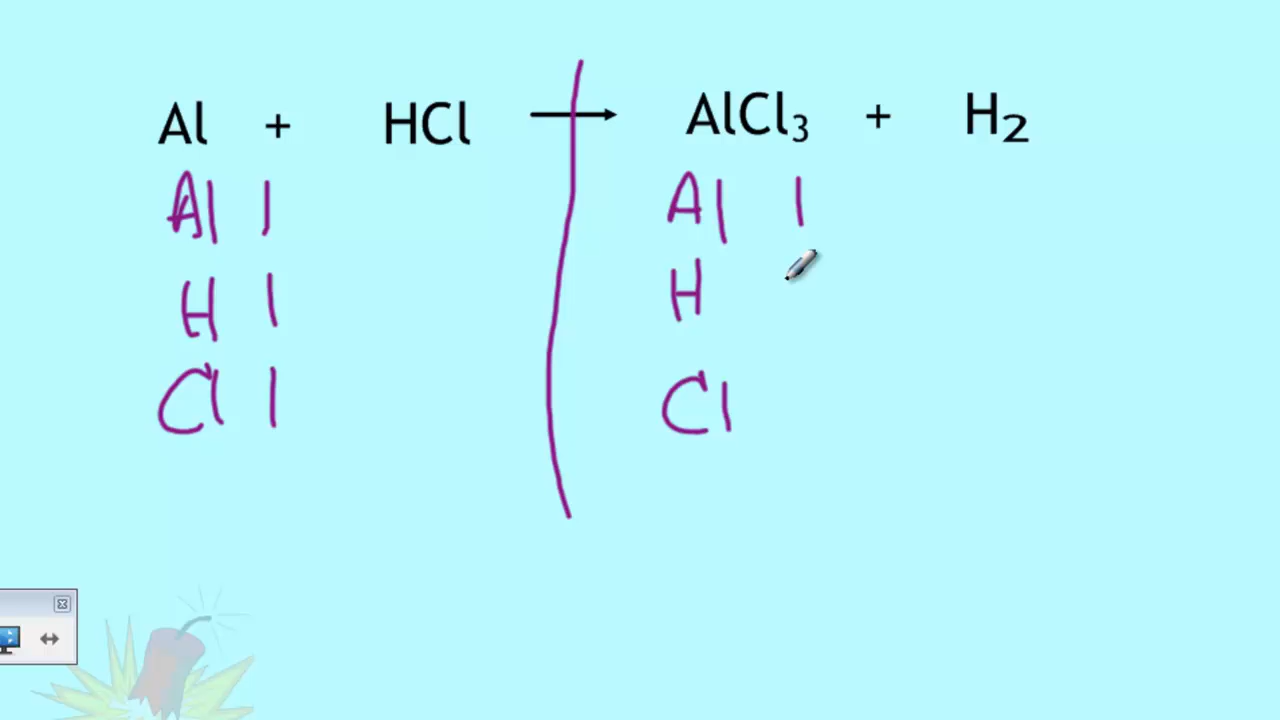 Al + HCl → AlCl₃ + H₂
Al 1 Al 1
H 1 H
Cl 1 Cl